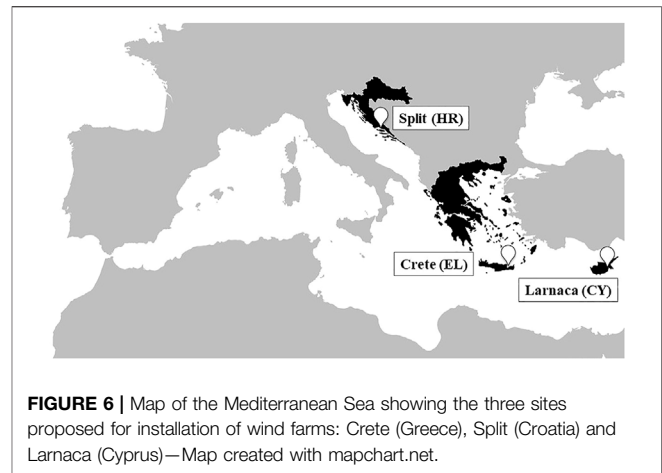 Split (HR)
Crete (EL)
Larnaca (CY)
FIGURE 6 | Map of the Mediterranean Sea showing the three sites
proposed for installation of wind farms: Crete (Greece), Split (Croatia) and
Larnaca (Cyprus)—Map created with mapchart.net.